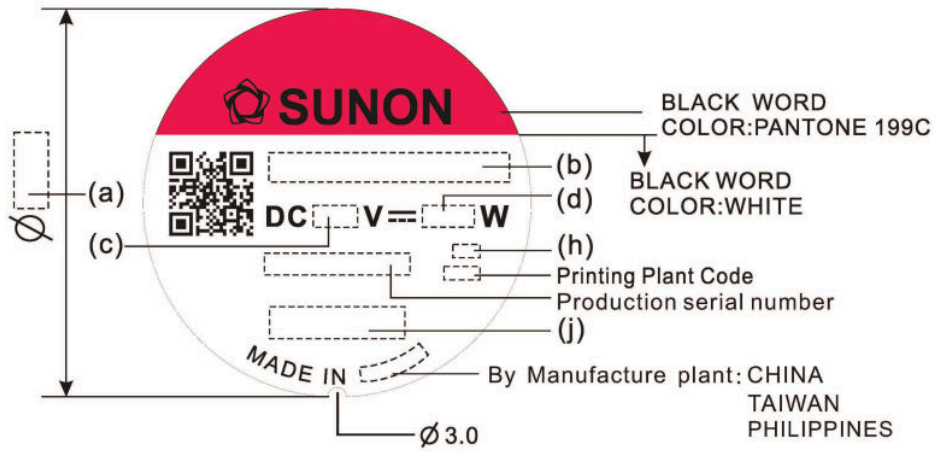 SUNON
BLACK WORD
COLOR:PANTONE 199C
BLACK WORD
COLOR:WHITE
(a)
Ø
(b)
DC V W
(d)
(c)
(h)
Printing Plant Code
Production serial number
(j)
MADE IN
By Manufacture plant: CHINA
TAIWAN
PHILIPPINES
Ø 3.0